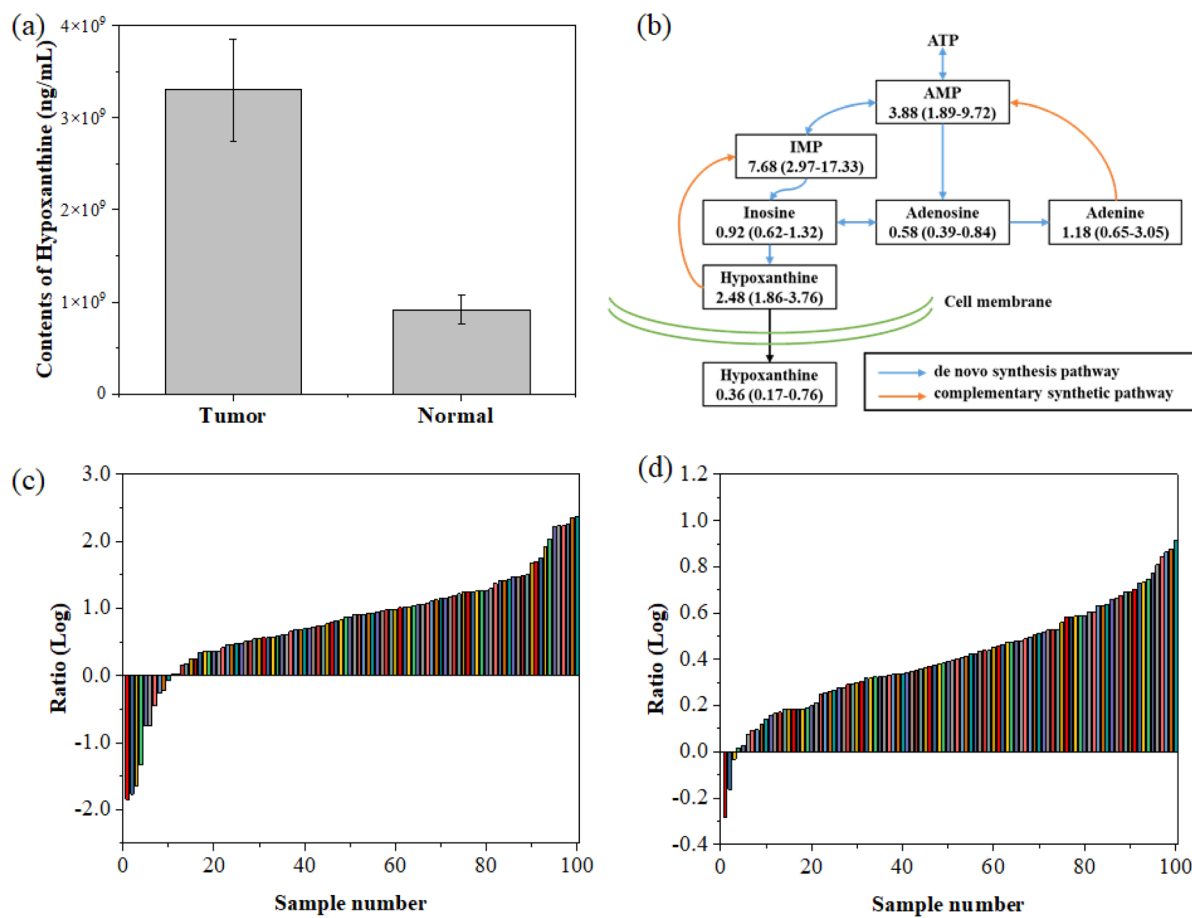 (a)
Contents of Hypoxanthine (ng/mL)
4×10⁹
3×10⁹
2×10⁹
1×10⁹
0
Tumor
Normal
(b)
ATP
AMP
3.88 (1.89-9.72)
IMP
7.68 (2.97-17.33)
Inosine
0.92 (0.62-1.32)
Adenosine
0.58 (0.39-0.84)
Adenine
1.18 (0.65-3.05)
Hypoxanthine
2.48 (1.86-3.76)
Cell membrane
Hypoxanthine
0.36 (0.17-0.76)
de novo synthesis pathway
complementary synthetic pathway
(c)
Ratio (Log)
3.0
2.0
1.0
0.0
-1.0
-2.0
0 20 40 60 80 100
Sample number
(d)
Ratio (Log)
1.2
1.0
0.8
0.6
0.4
0.2
0.0
-0.2
-0.4
0 20 40 60 80 100
Sample number